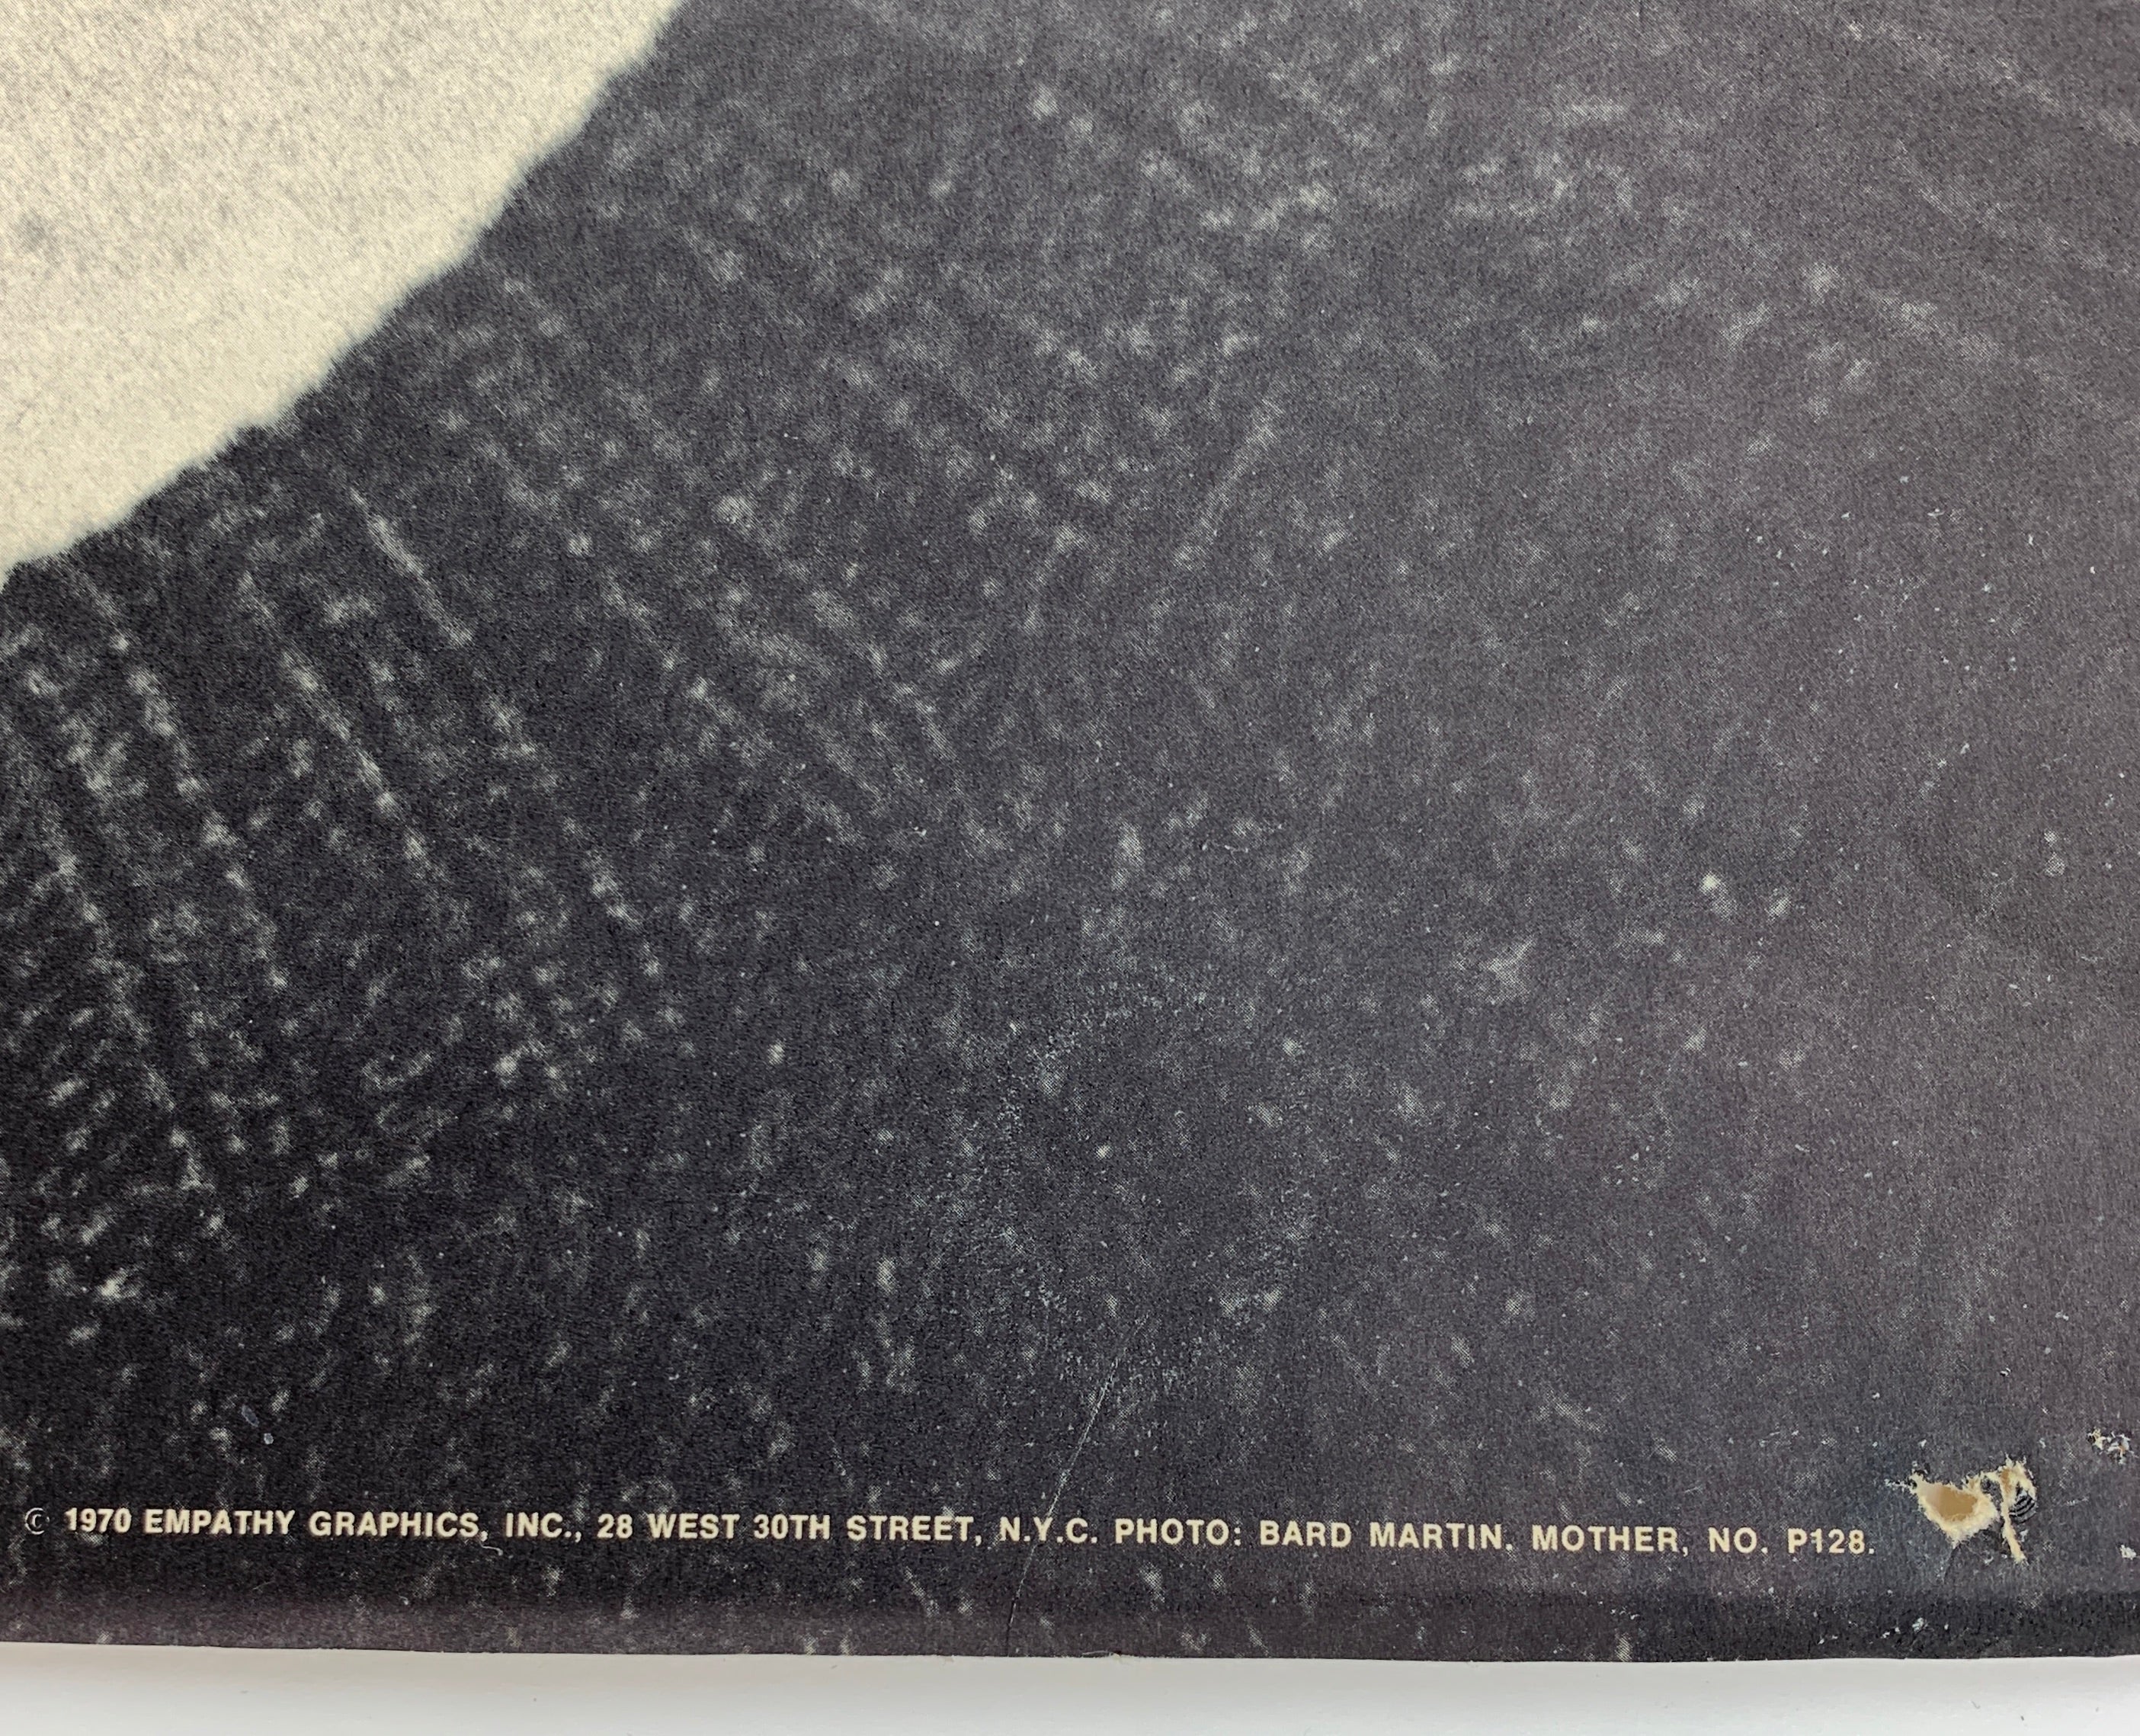 © 1970 EMPATHY GRAPHICS, INC., 28 WEST 30TH STREET, N.Y.C. PHOTO: BARD MARTIN. MOTHER, NO. P128.